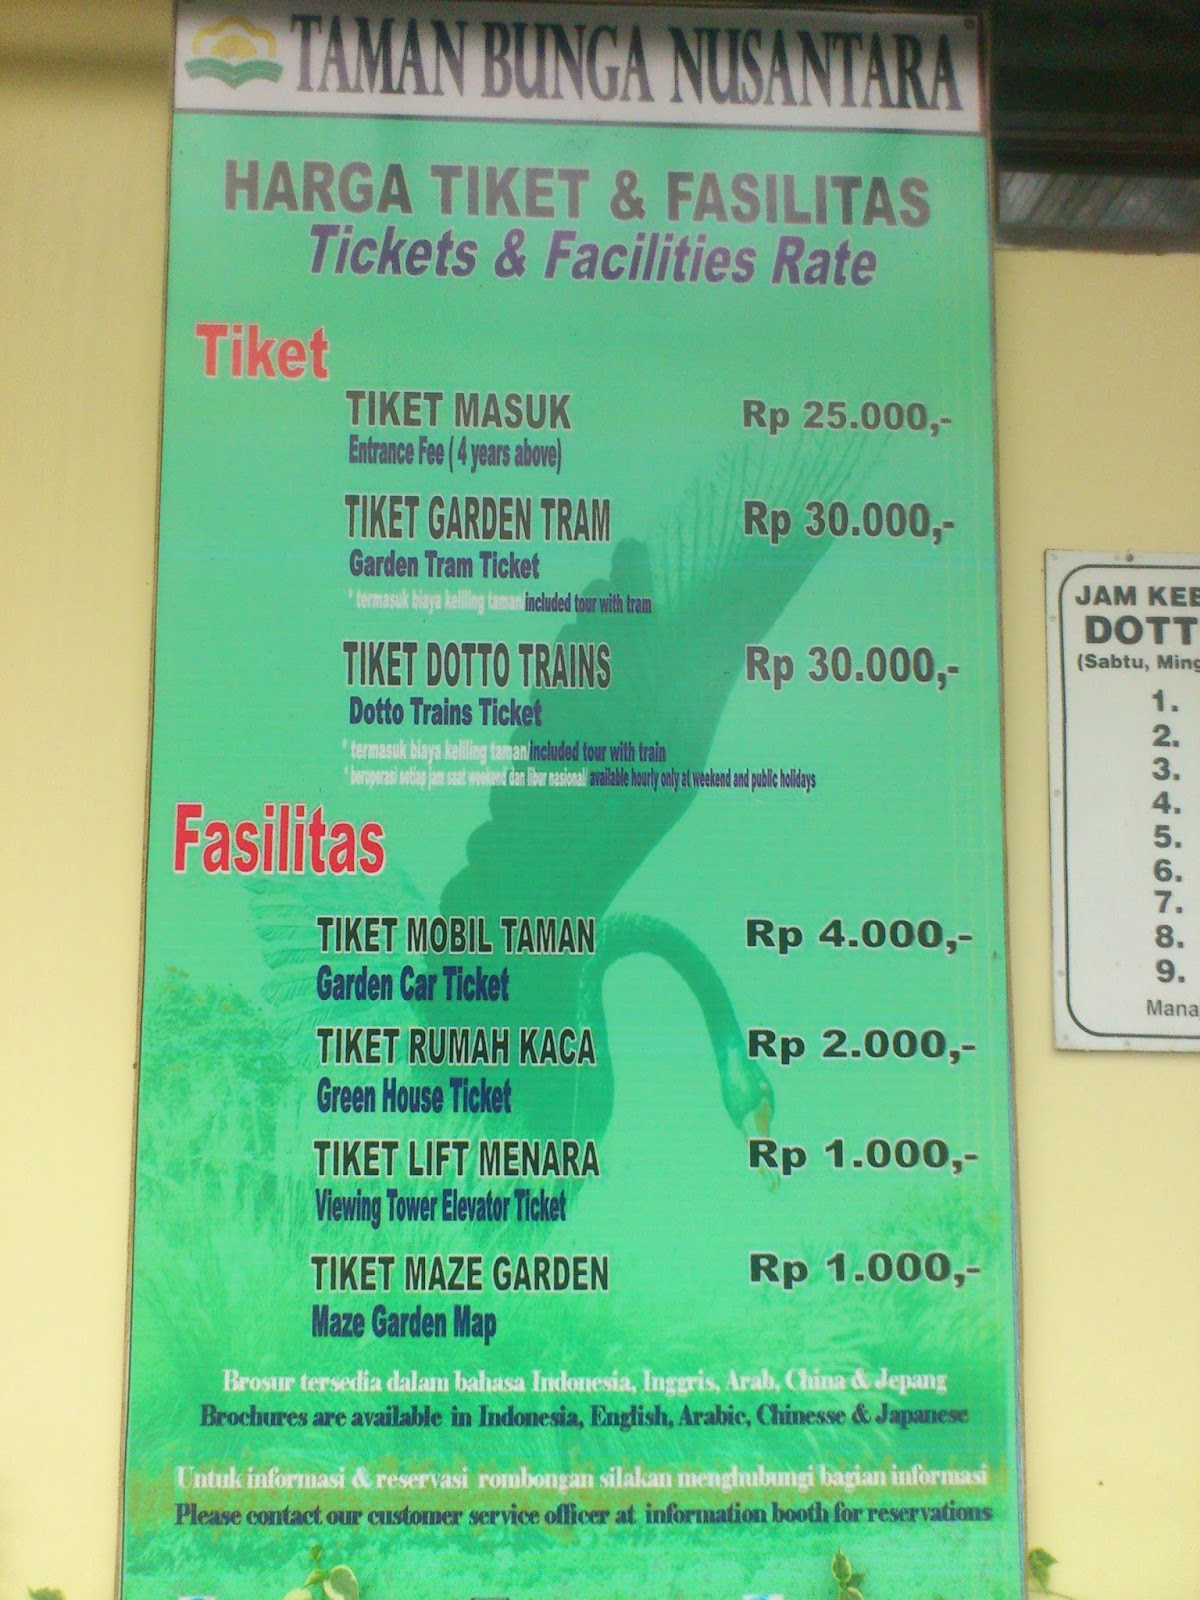 TAMAN BUNGA NUSANTARA
HARGA TIKET & FASILITAS
Tickets & Facilities Rate
Tiket
TIKET MASUK Rp 25.000,-
Entrance Fee ( 4 years above)
TIKET GARDEN TRAM Rp 30.000,-
Garden Tram Ticket
* termasuk biaya keliling taman/included tour with tram
TIKET DOTTO TRAINS Rp 30.000,-
Dotto Trains Ticket
* termasuk biaya keliling taman/included tour with train
* beroperasi setiap jam saat weekend dan libur nasional/ available hourly only at weekend and public holidays
Fasilitas
TIKET MOBIL TAMAN Rp 4.000,-
Garden Car Ticket
TIKET RUMAH KACA Rp 2.000,-
Green House Ticket
TIKET LIFT MENARA Rp 1.000,-
Viewing Tower Elevator Ticket
TIKET MAZE GARDEN Rp 1.000,-
Maze Garden Map
Brosur tersedia dalam bahasa Indonesia, Inggris, Arab, China & Jepang
Brochures are available in Indonesia, English, Arabic, Chinesse & Japanese
Untuk informasi & reservasi rombongan silakan menghubungi bagian informasi
Please contact our customer service officer at information booth for reservations
JAM KEB
DOTT
(Sabtu, Ming
1.
2.
3.
4.
5.
6.
7.
8.
9.
Mana